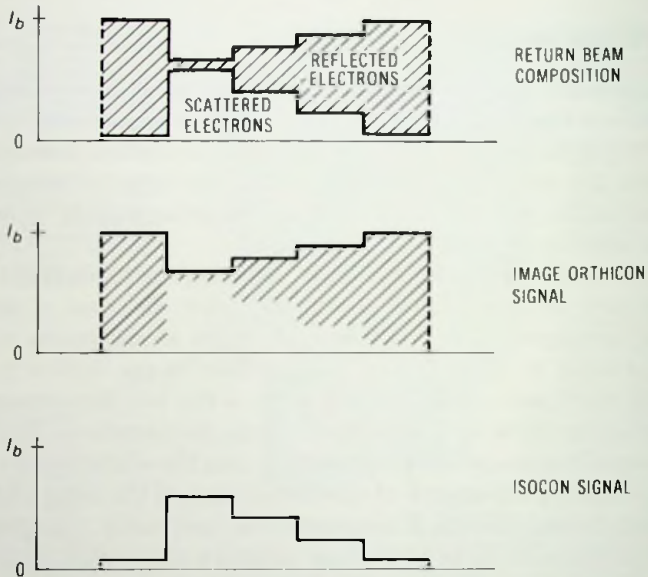 I_b
REFLECTED
ELECTRONS
SCATTERED
ELECTRONS
0
RETURN BEAM
COMPOSITION
I_b
0
IMAGE ORTHICON
SIGNAL
I_b
0
ISOCON SIGNAL